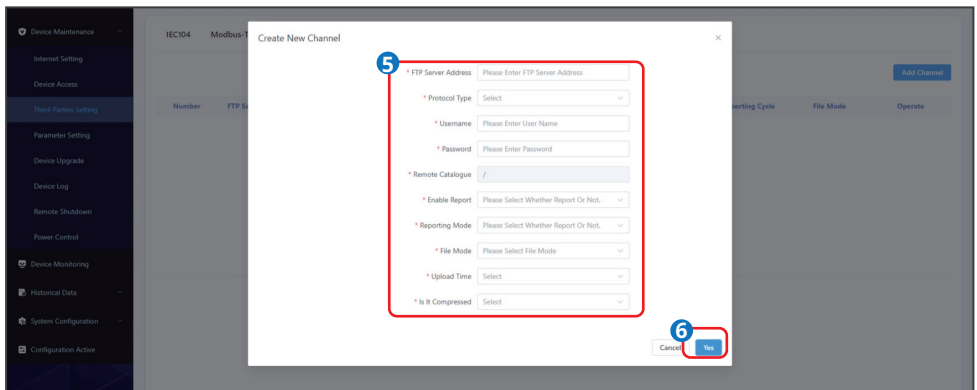 Device Maintenance
Internet Setting
Device Access
Third-Parties Setting
Parameter Setting
Device Upgrade
Device Log
Remote Shutdown
Power Control
Device Monitoring
Historical Data
System Configuration
Configuration Active
IEC104 Modbus-T
Add Channel
Number FTP Se porting Cycle File Mode Operate
Create New Channel ×
5
* FTP Server Address Please Enter FTP Server Address
* Protocol Type Select
* Username Please Enter User Name
* Password Please Enter Password
* Remote Catalogue /
* Enable Report Please Select Whether Report Or Not.
* Reporting Mode Please Select Whether Report Or Not.
* File Mode Please Select File Mode
* Upload Time Select
* Is It Compressed Select
6
Cancel Yes